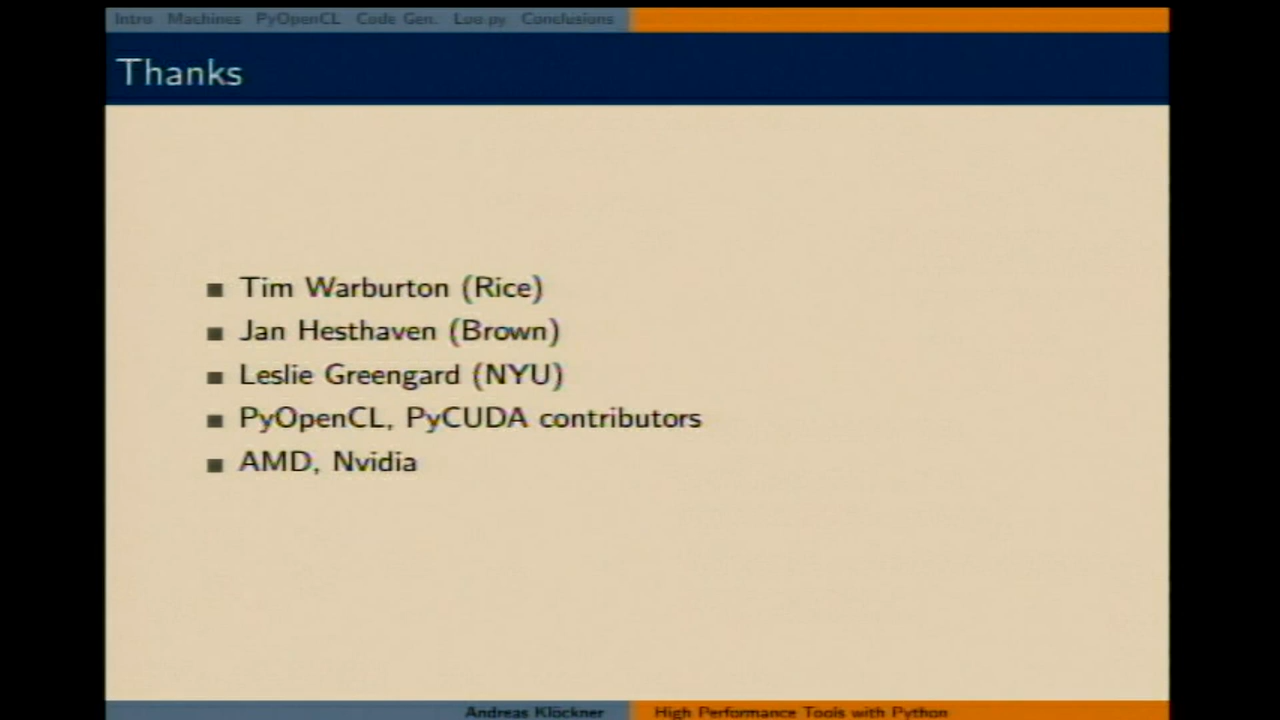 Intro Machines PyOpenCL Code Gen. Loo.py Conclusions
Thanks
Tim Warburton (Rice)
Jan Hesthaven (Brown)
Leslie Greengard (NYU)
PyOpenCL, PyCUDA contributors
AMD, Nvidia
Andreas Klöckner High Performance Tools with Python